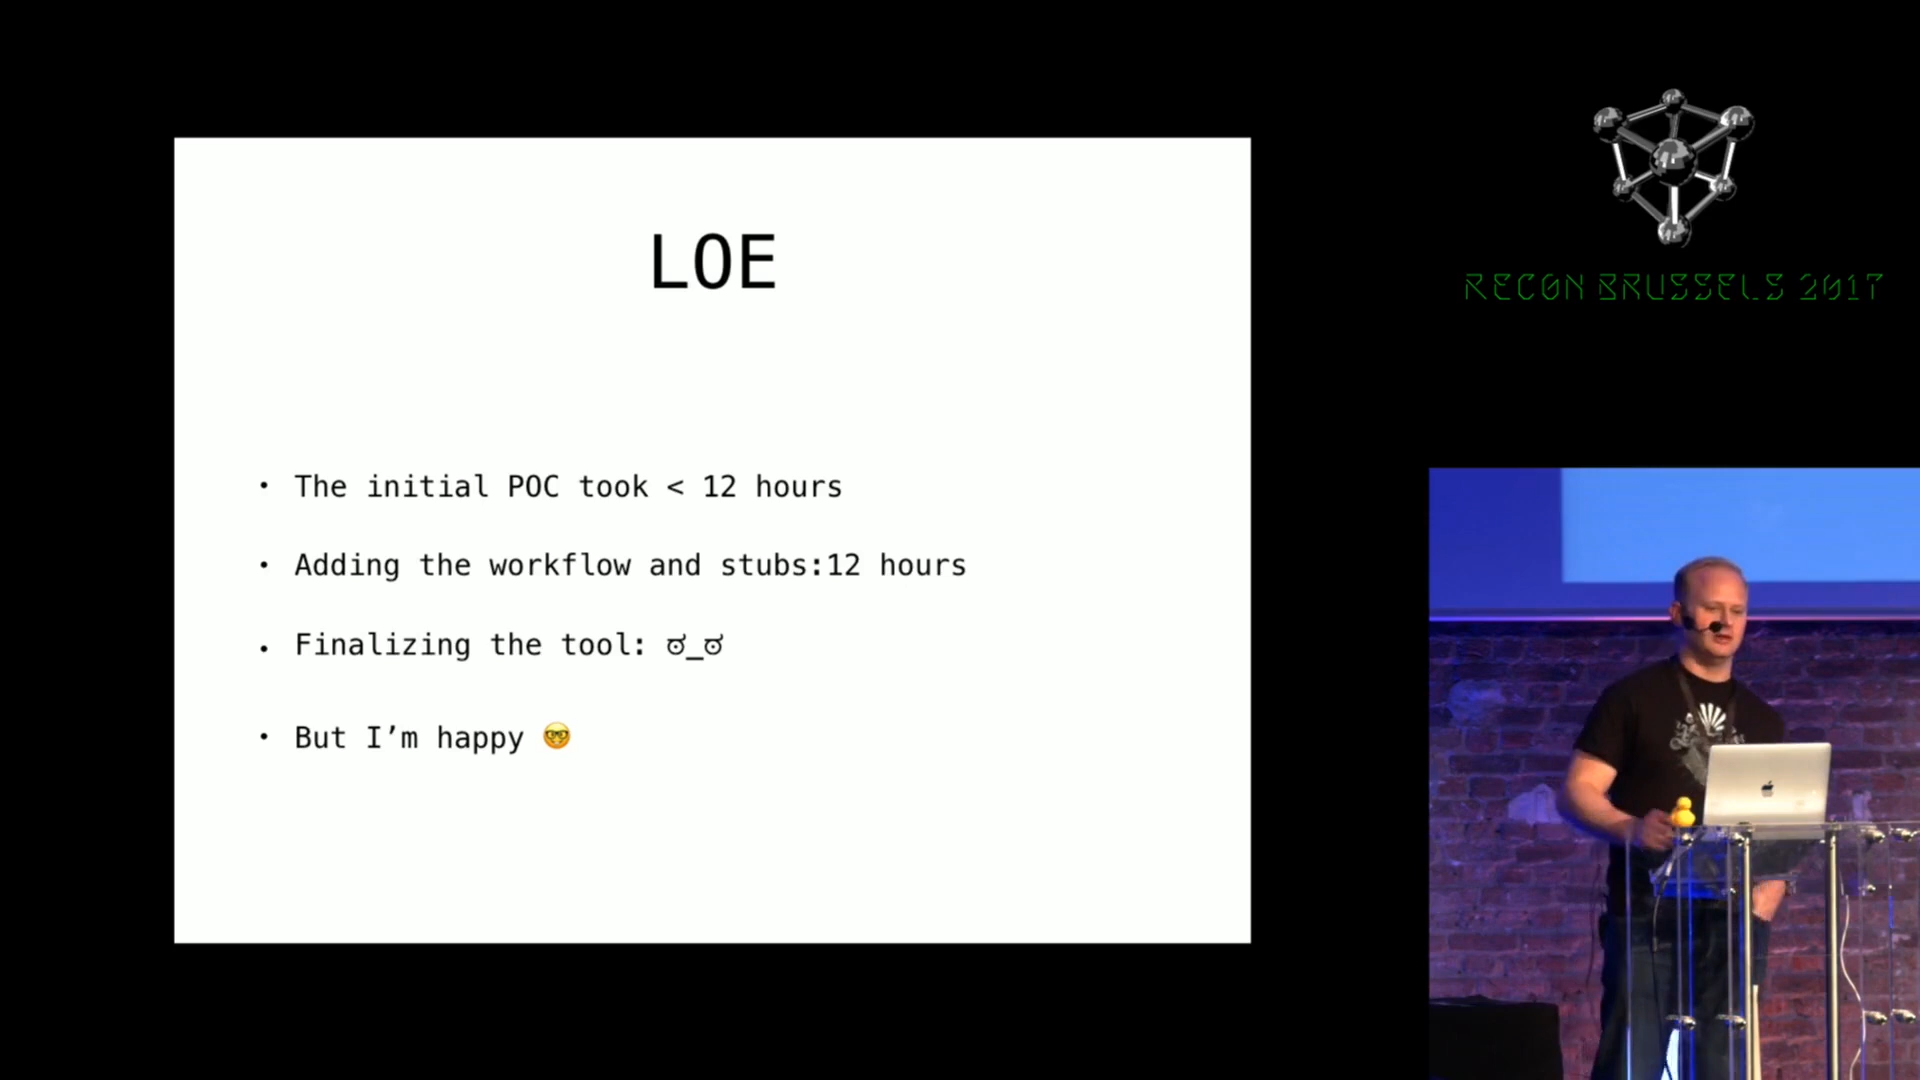 LOE
• The initial POC took < 12 hours
• Adding the workflow and stubs:12 hours
• Finalizing the tool: ಠ_ಠ
• But I’m happy 🤓
RECON BRUSSELS 2017